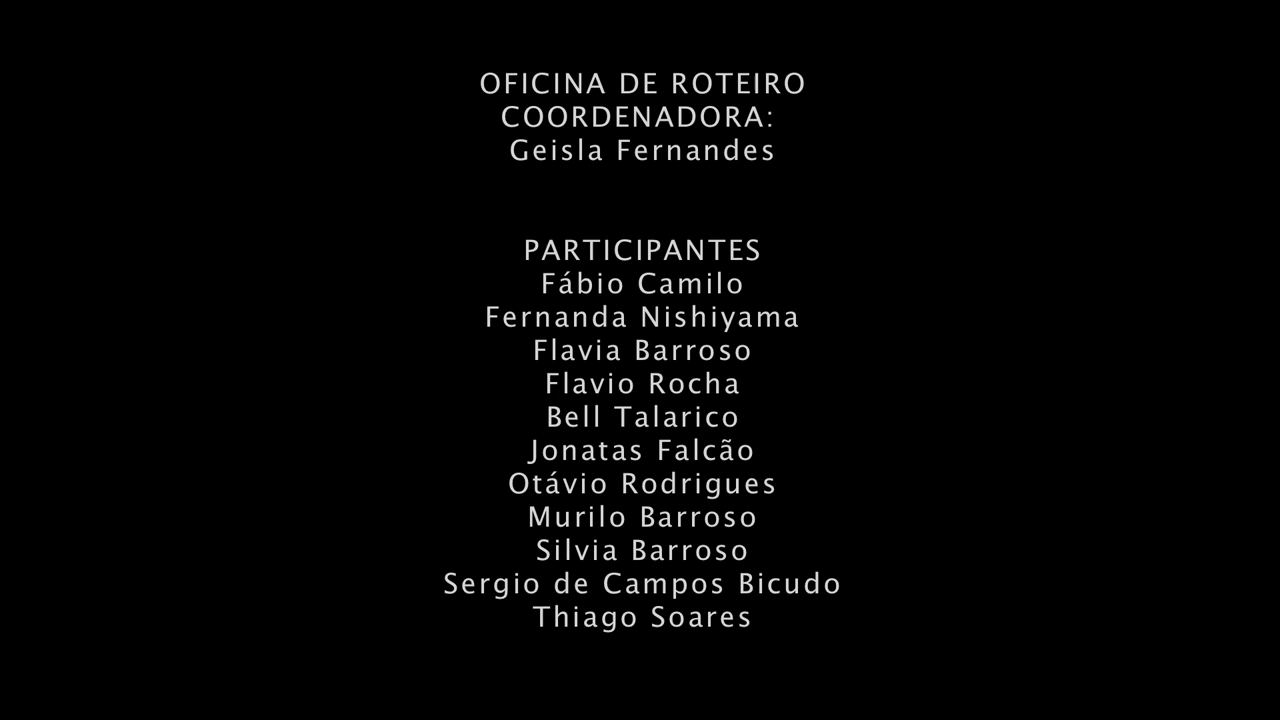 OFICINA DE ROTEIRO
COORDENADORA:
Geisla Fernandes
PARTICIPANTES
Fábio Camilo
Fernanda Nishiyama
Flavia Barroso
Flavio Rocha
Bell Talarico
Jonatas Falcão
Otávio Rodrigues
Murilo Barroso
Silvia Barroso
Sergio de Campos Bicudo
Thiago Soares